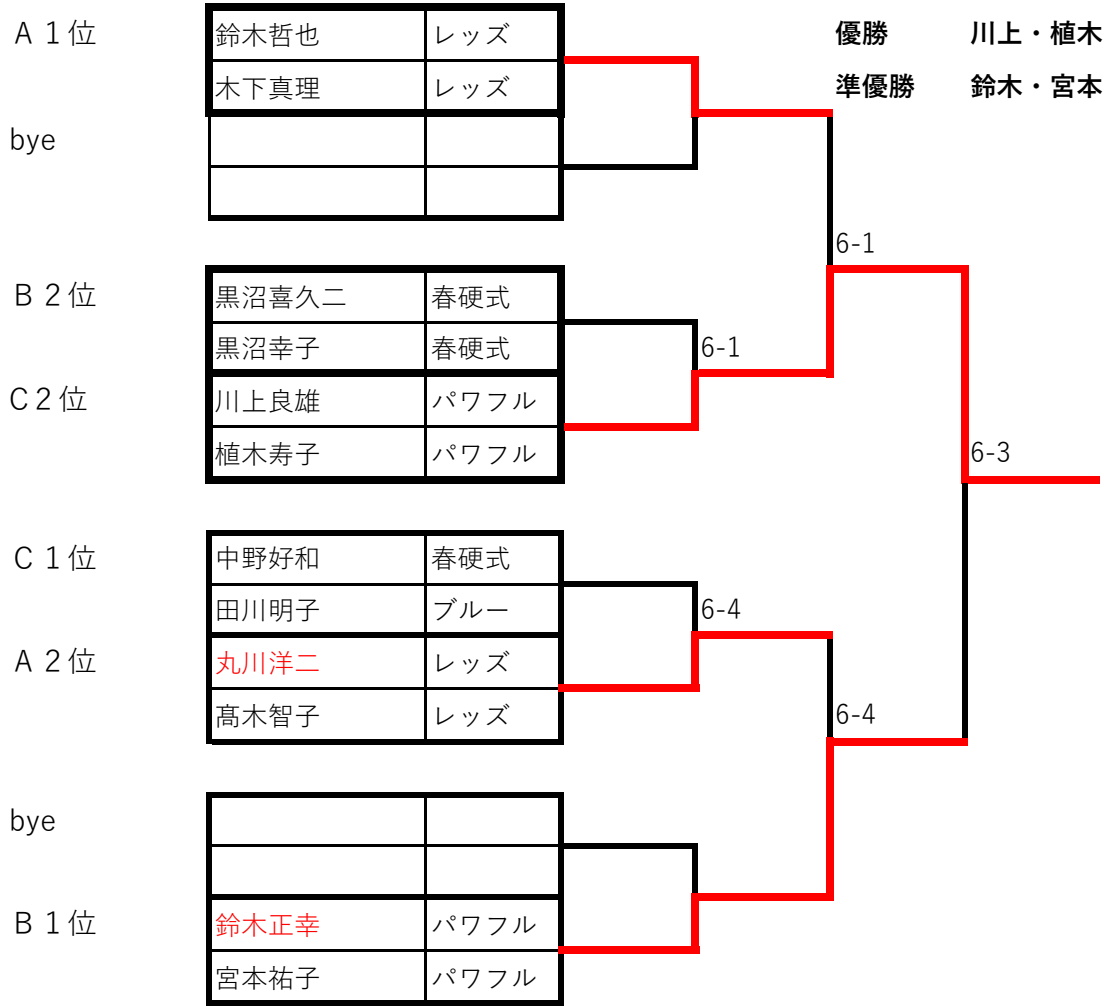 A 1位 鈴木哲也 レッズ 優勝 川上・植木
木下真理 レッズ 準優勝 鈴木・宮本
bye
6-1
B 2位 黒沼喜久二 春硬式
黒沼幸子 春硬式 6-1
C2位 川上良雄 パワフル
植木寿子 パワフル 6-3
C 1位 中野好和 春硬式
田川明子 ブルー 6-4
A 2位 丸川洋二 レッズ
髙木智子 レッズ 6-4
bye
B 1位 鈴木正幸 パワフル
宮本祐子 パワフル